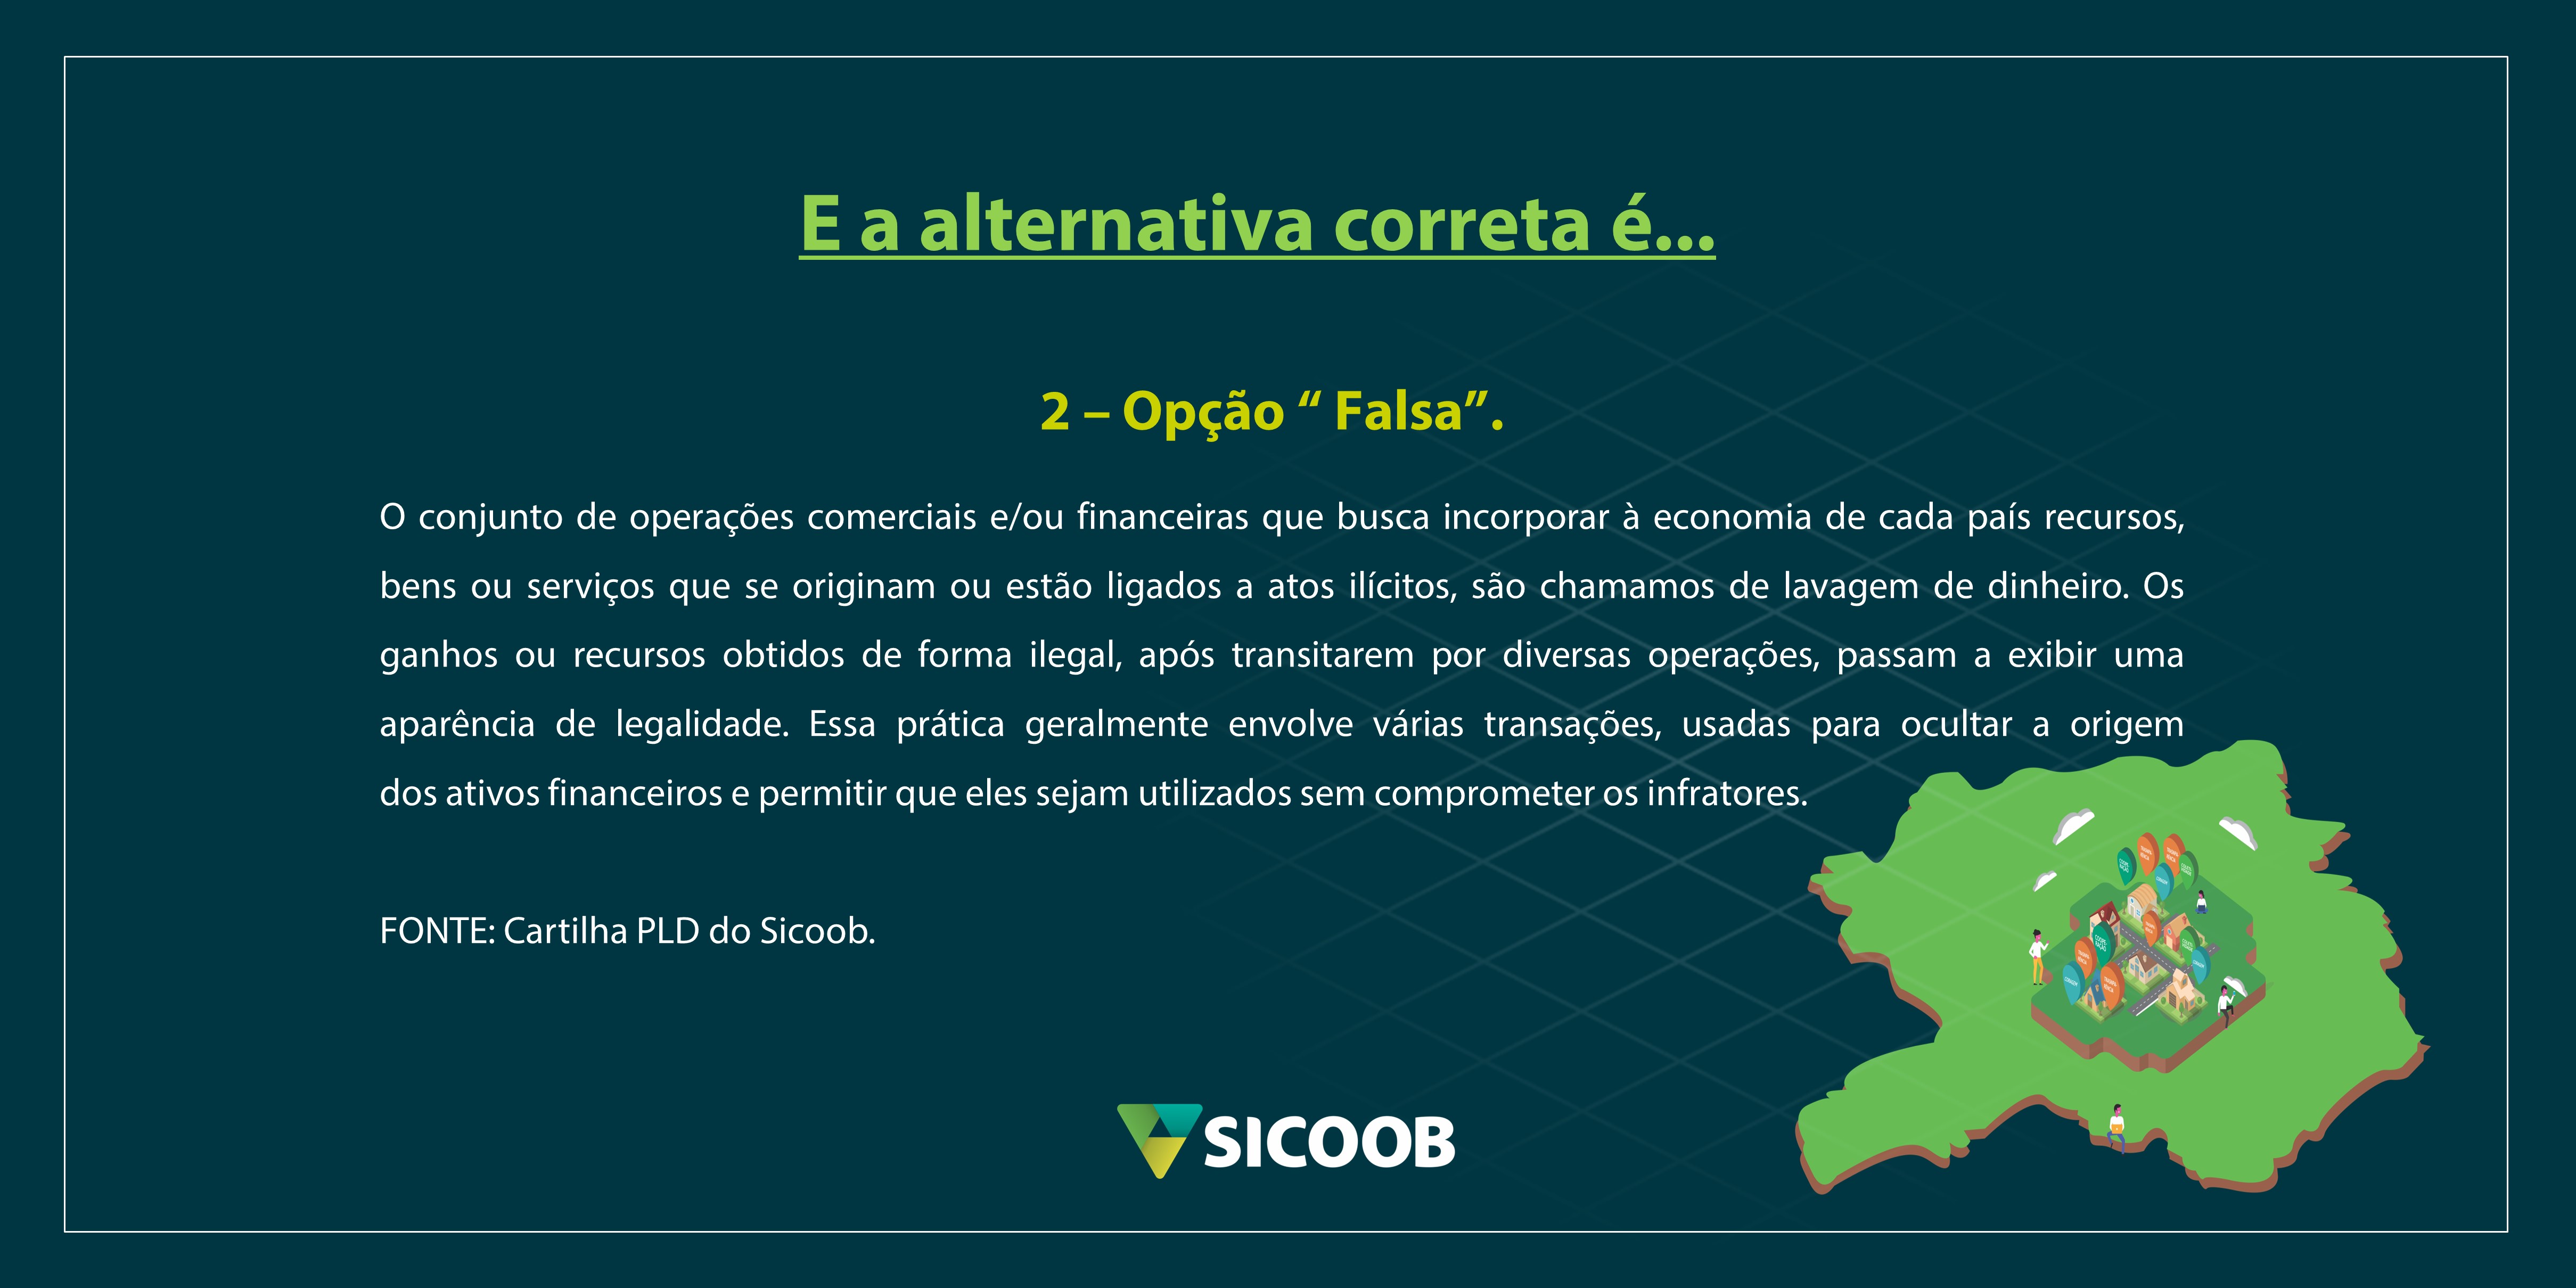 E a alternativa correta é...
2 – Opção “ Falsa”.
O conjunto de operações comerciais e/ou financeiras que busca incorporar à economia de cada país recursos,
bens ou serviços que se originam ou estão ligados a atos ilícitos, são chamamos de lavagem de dinheiro. Os
ganhos ou recursos obtidos de forma ilegal, após transitarem por diversas operações, passam a exibir uma
aparência de legalidade. Essa prática geralmente envolve várias transações, usadas para ocultar a origem
dos ativos financeiros e permitir que eles sejam utilizados sem comprometer os infratores.
FONTE: Cartilha PLD do Sicoob.
SICOOB